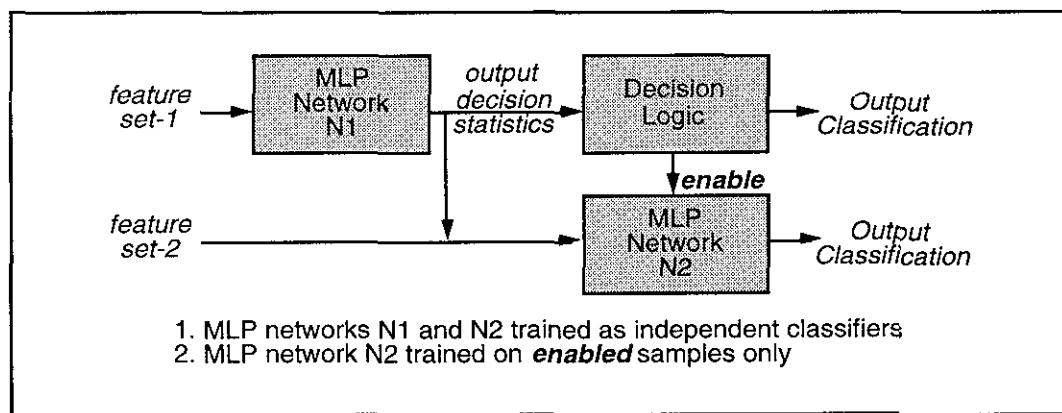 feature
set-1
MLP
Network
N1
output
decision
statistics
Decision
Logic
Output
Classification
enable
feature
set-2
MLP
Network
N2
Output
Classification
1. MLP networks N1 and N2 trained as independent classifiers
2. MLP network N2 trained on enabled samples only